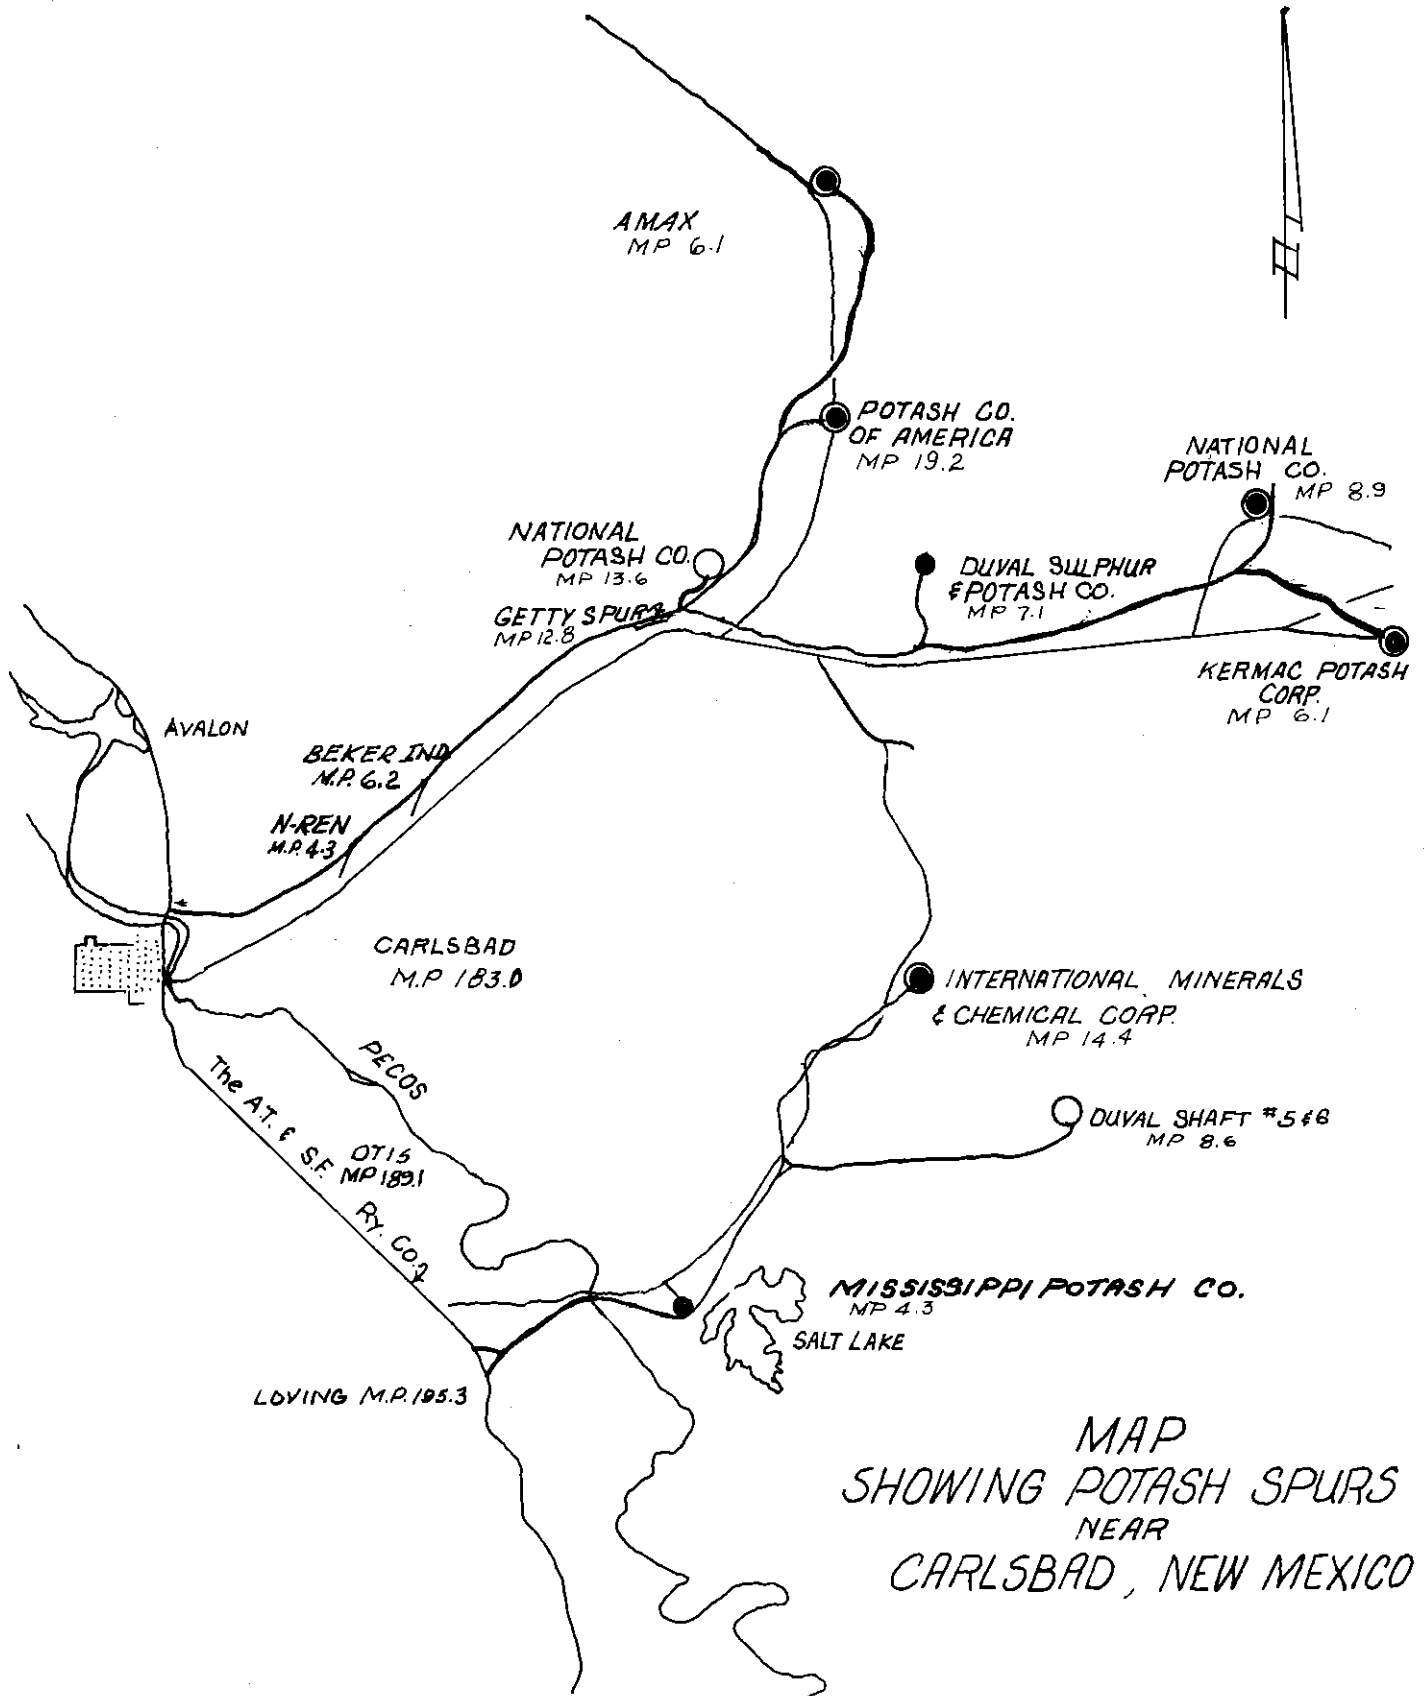 AMAX
MP 6.1
POTASH CO.
OF AMERICA
MP 19.2
NATIONAL
POTASH CO.
MP 8.9
NATIONAL
POTASH CO.
MP 13.6
GETTY SPUR
MP 12.8
DUVAL SULPHUR
& POTASH CO.
MP 7.1
KERMAC POTASH
CORP.
MP 6.1
AVALON
BEKER IND
M.P. 6.2
N-REN
M.P. 4.3
CARLSBAD
M.P 183.0
INTERNATIONAL MINERALS
& CHEMICAL CORP.
MP 14.4
PECOS
The A.T. & S.F. Ry. Co.
OTIS
MP 189.1
DUVAL SHAFT #5&6
MP 8.6
MISSISSIPPI POTASH CO.
MP 4.3
SALT LAKE
LOVING M.P. 195.3
MAP
SHOWING POTASH SPURS
NEAR
CARLSBAD, NEW MEXICO